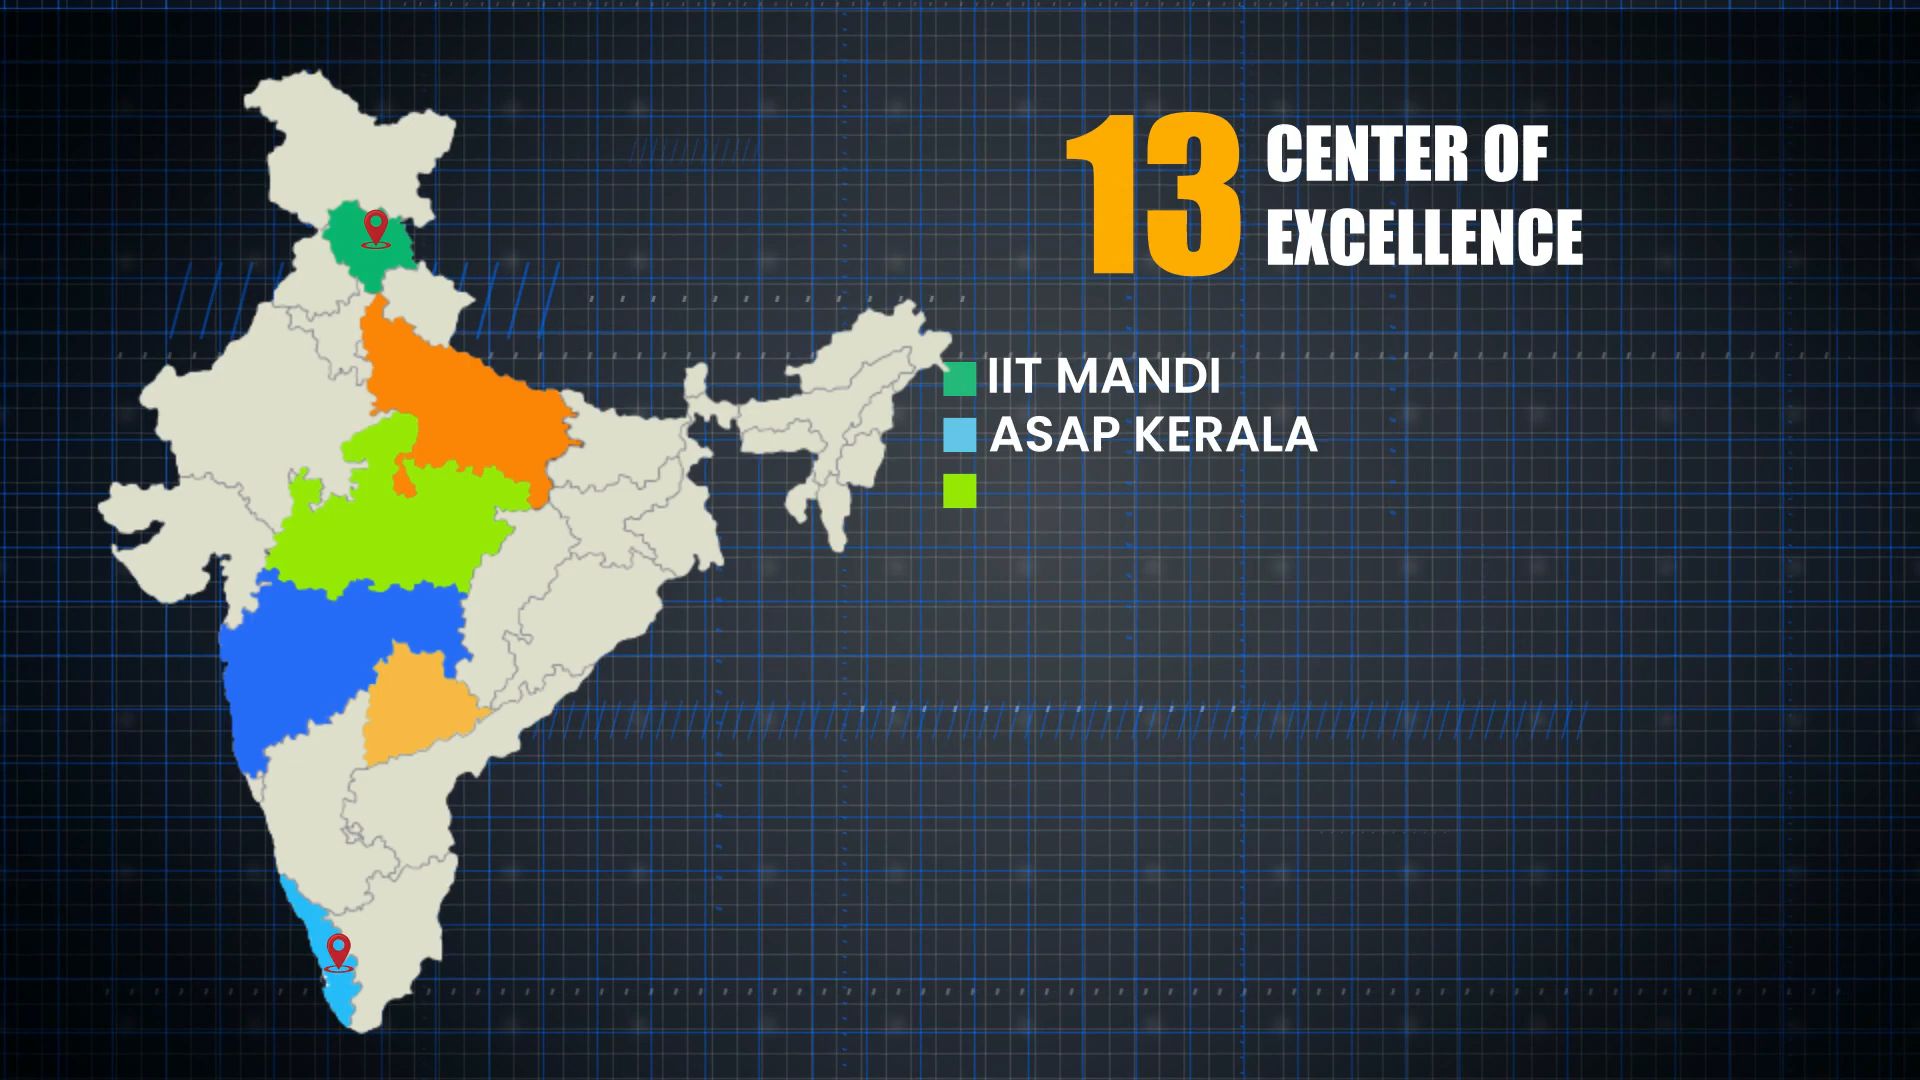 13 CENTER OF
EXCELLENCE
IIT MANDI
ASAP KERALA